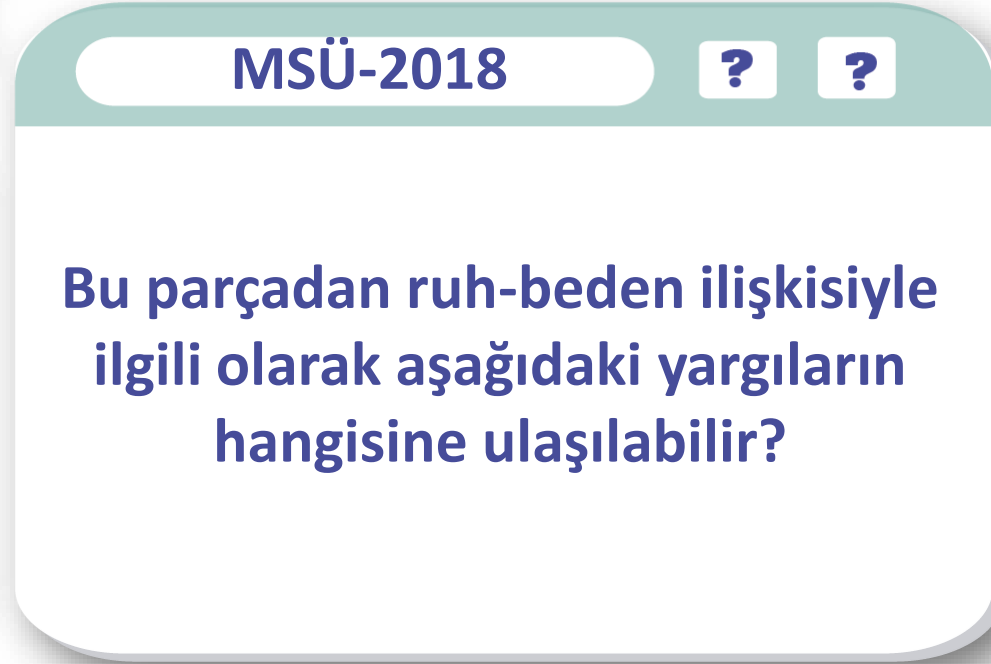 MSÜ-2018 ? ?
Bu parçadan ruh-beden ilişkisiyle
ilgili olarak aşağıdaki yargıların
hangisine ulaşılabilir?